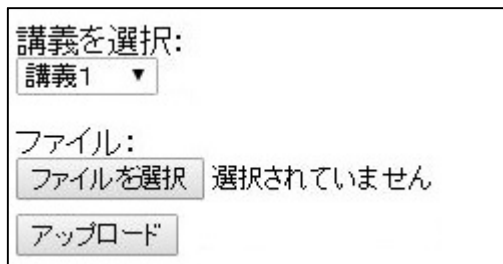 講義を選択:
講義1 ▼
ファイル:
ファイルを選択 選択されていません
アップロード